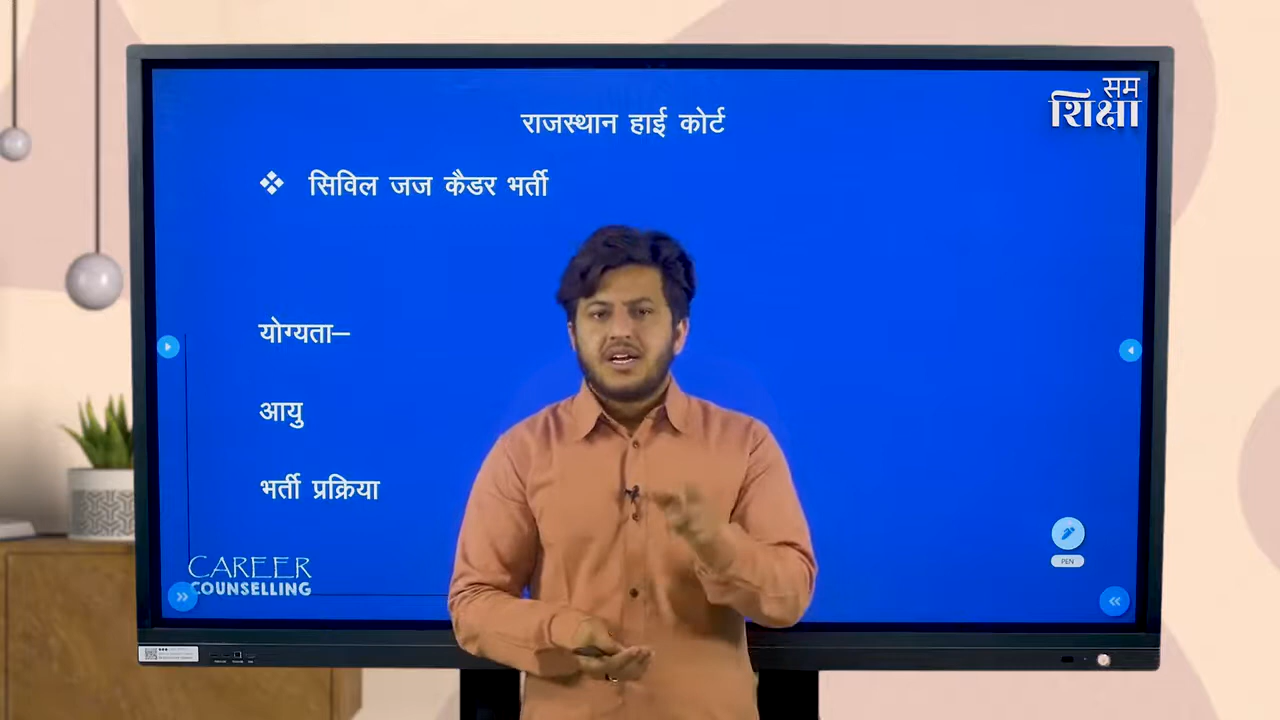 सम
शिक्षा
राजस्थान हाई कोर्ट
❖ सिविल जज कैडर भर्ती
योग्यता–
आयु
भर्ती प्रक्रिया
CAREER
COUNSELLING
PEN